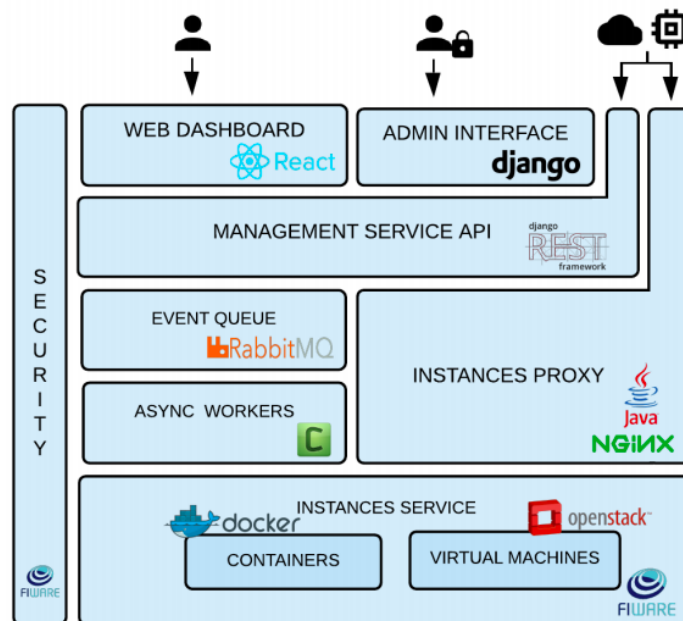 WEB DASHBOARD
React
ADMIN INTERFACE
django
MANAGEMENT SERVICE API
django
REST
framework
SECURITY
EVENT QUEUE
RabbitMQ
INSTANCES PROXY
Java
NGINX
ASYNC WORKERS
C
INSTANCES SERVICE
docker
openstack
CONTAINERS
VIRTUAL MACHINES
FIWARE
FIWARE